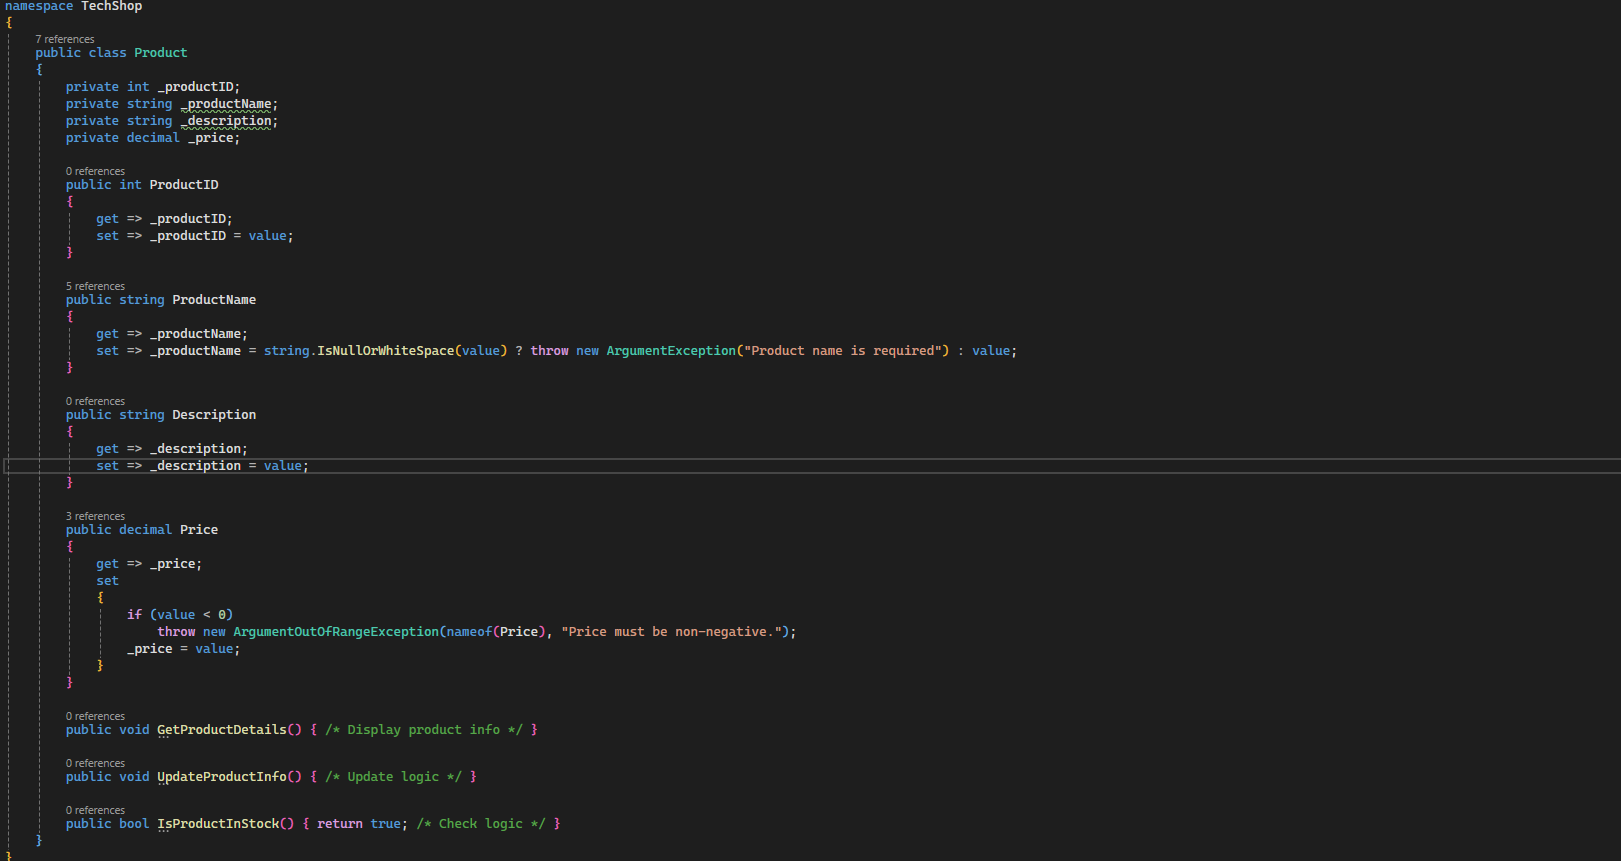 namespace TechShop
{
7 references
public class Product
{
private int _productID;
private string _productName;
private string _description;
private decimal _price;
0 references
public int ProductID
{
get => _productID;
set => _productID = value;
}
5 references
public string ProductName
{
get => _productName;
set => _productName = string.IsNullOrWhiteSpace(value) ? throw new ArgumentException("Product name is required") : value;
}
0 references
public string Description
{
get => _description;
set => _description = value;
}
3 references
public decimal Price
{
get => _price;
set
{
if (value < 0)
throw new ArgumentOutOfRangeException(nameof(Price), "Price must be non-negative.");
_price = value;
}
}
0 references
public void GetProductDetails() { /* Display product info */ }
0 references
public void UpdateProductInfo() { /* Update logic */ }
0 references
public bool IsProductInStock() { return true; /* Check logic */ }
}
}